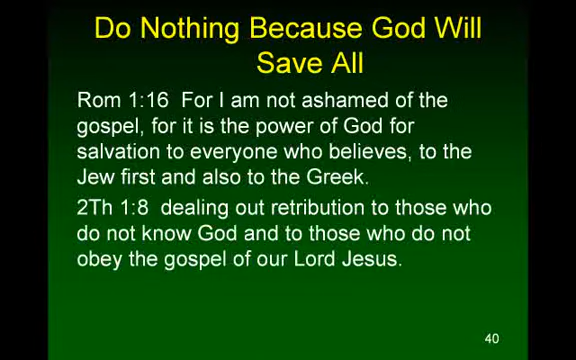 Do Nothing Because God Will
Save All
Rom 1:16  For I am not ashamed of the
gospel, for it is the power of God for
salvation to everyone who believes, to the
Jew first and also to the Greek.
2Th 1:8  dealing out retribution to those who
do not know God and to those who do not
obey the gospel of our Lord Jesus.
40